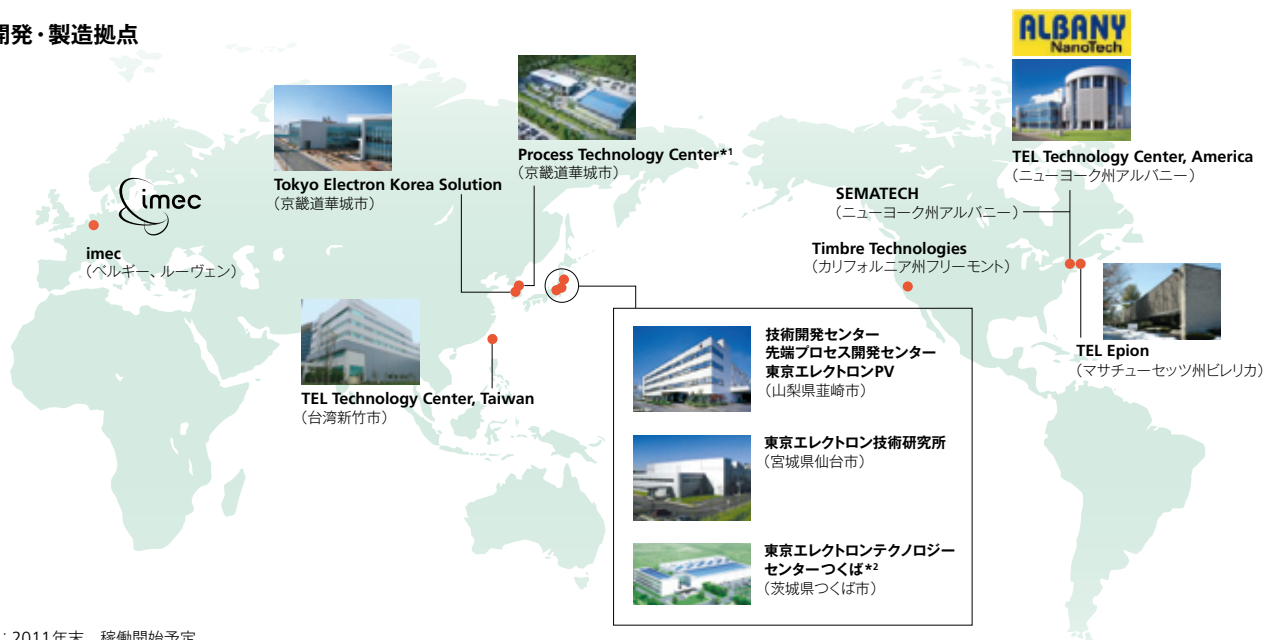 開発・製造拠点
ALBANY
NanoTech
Process Technology Center*1
(京畿道華城市)
TEL Technology Center, America
(ニューヨーク州アルバニー)
Tokyo Electron Korea Solution
(京畿道華城市)
SEMATECH
(ニューヨーク州アルバニー)
imec
imec
(ベルギー、ルーヴェン)
Timbre Technologies
(カリフォルニア州フリーモント)
TEL Epion
(マサチューセッツ州ビレリカ)
TEL Technology Center, Taiwan
(台湾新竹市)
技術開発センター
先端プロセス開発センター
東京エレクトロンPV
(山梨県韮崎市)
東京エレクトロン技術研究所
(宮城県仙台市)
東京エレクトロンテクノロジー
センターつくば*2
(茨城県つくば市)
: 2011年末 稼働開始予定